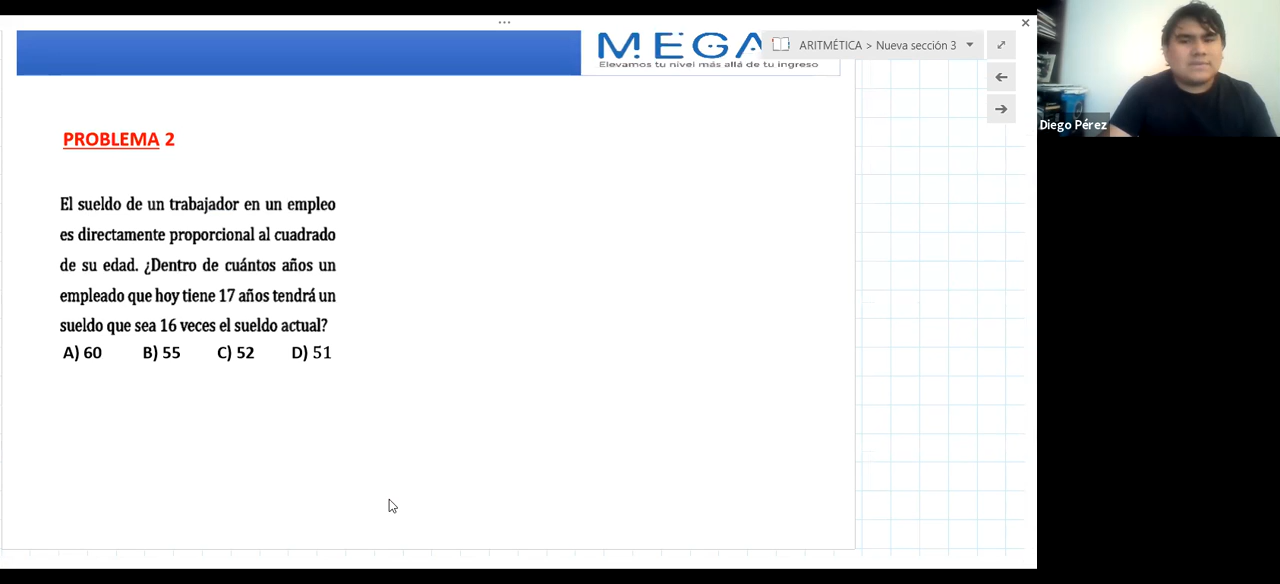 MEGA
Elevamos tu nivel más allá de tu ingreso
ARITMÉTICA > Nueva sección 3
Diego Pérez
PROBLEMA 2
El sueldo de un trabajador en un empleo
es directamente proporcional al cuadrado
de su edad. ¿Dentro de cuántos años un
empleado que hoy tiene 17 años tendrá un
sueldo que sea 16 veces el sueldo actual?
A) 60 B) 55 C) 52 D) 51